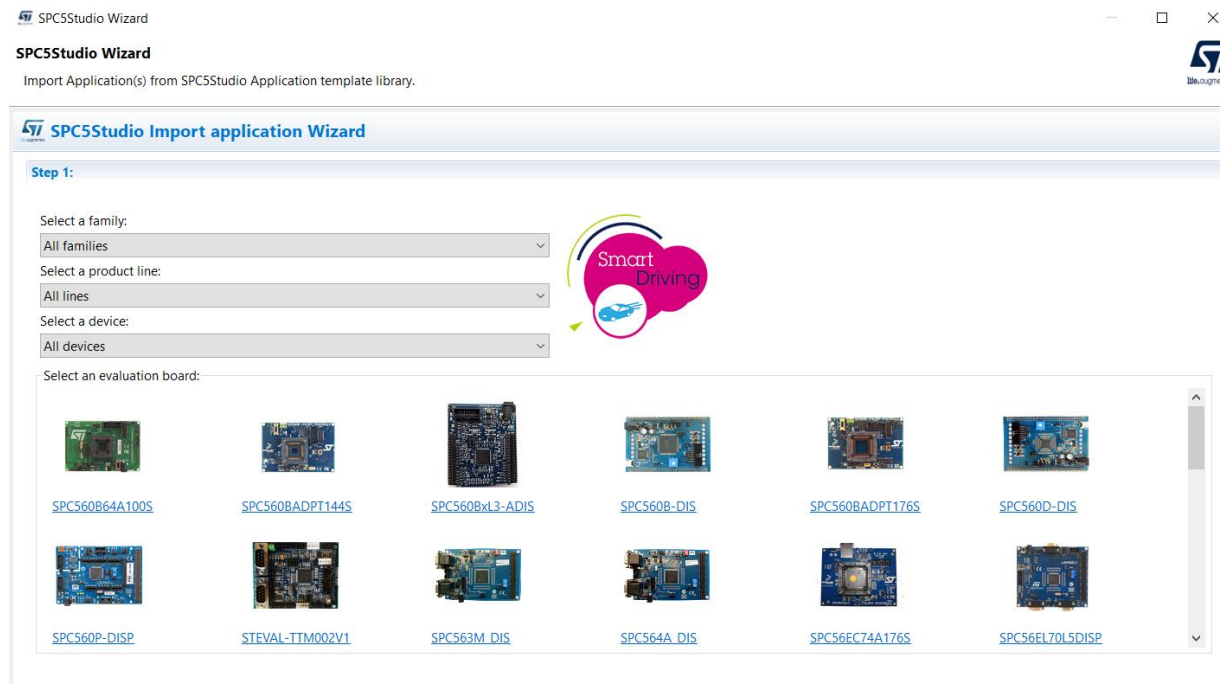 SPC5Studio Wizard
SPC5Studio Wizard
Import Application(s) from SPC5Studio Application template library.
life.augme
SPC5Studio Import application Wizard
Step 1:
Select a family:
All families
Select a product line:
All lines
Select a device:
All devices
Smart
Driving
Select an evaluation board:
SPC560B64A100S SPC560BADPT144S SPC560BxL3-ADIS SPC560B-DIS SPC560BADPT176S SPC560D-DIS
SPC560P-DISP STEVAL-TTM002V1 SPC563M_DIS SPC564A_DIS SPC56EC74A176S SPC56EL70L5DISP